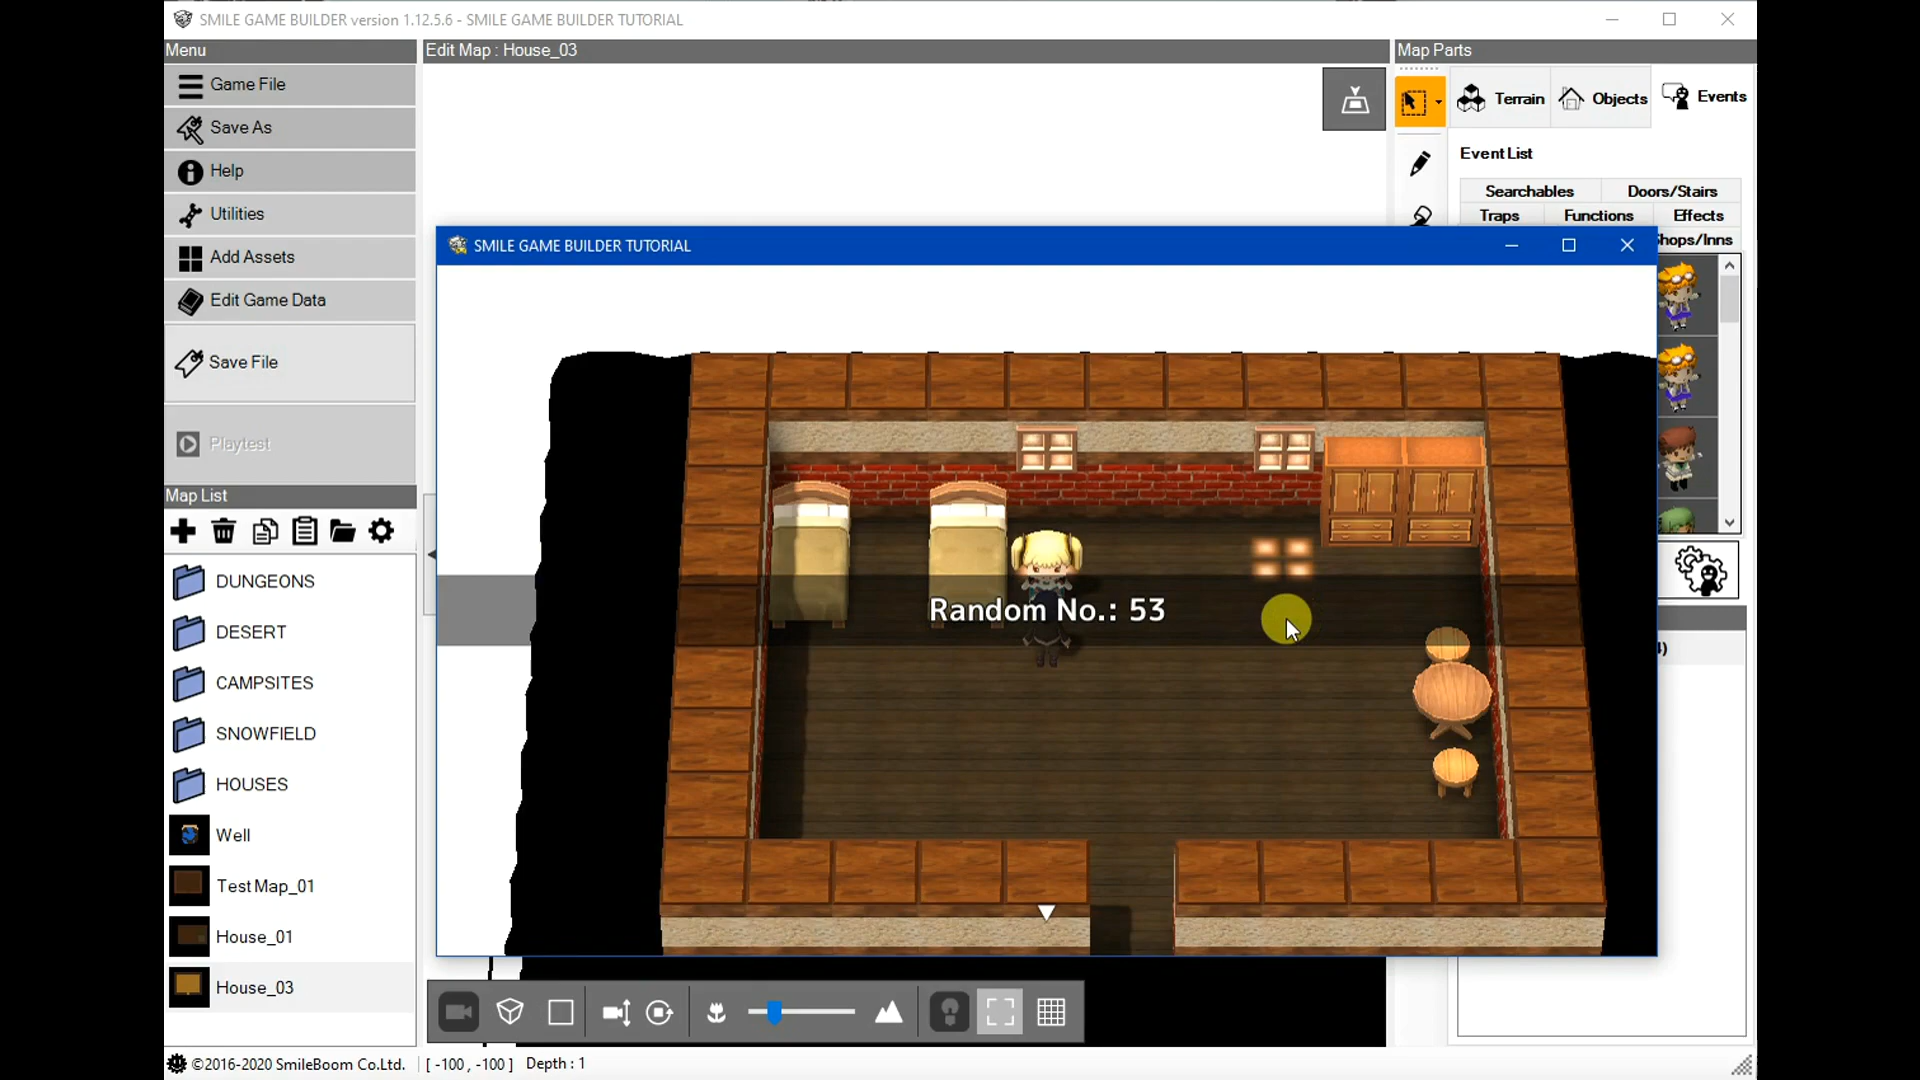 SMILE GAME BUILDER version 1.12.5.6 - SMILE GAME BUILDER TUTORIAL
Menu
Edit Map : House_03
Map Parts
Game File
Save As
Help
Utilities
Add Assets
Edit Game Data
Save File
Playtest
Terrain
Objects
Events
Event List
Searchables
Doors/Stairs
Traps
Functions
Effects
Shops/Inns
SMILE GAME BUILDER TUTORIAL
Random No.: 53
Map List
DUNGEONS
DESERT
CAMPSITES
SNOWFIELD
HOUSES
Well
Test Map_01
House_01
House_03
©2016-2020 SmileBoom Co.Ltd.
[ -100 , -100 ]
Depth : 1